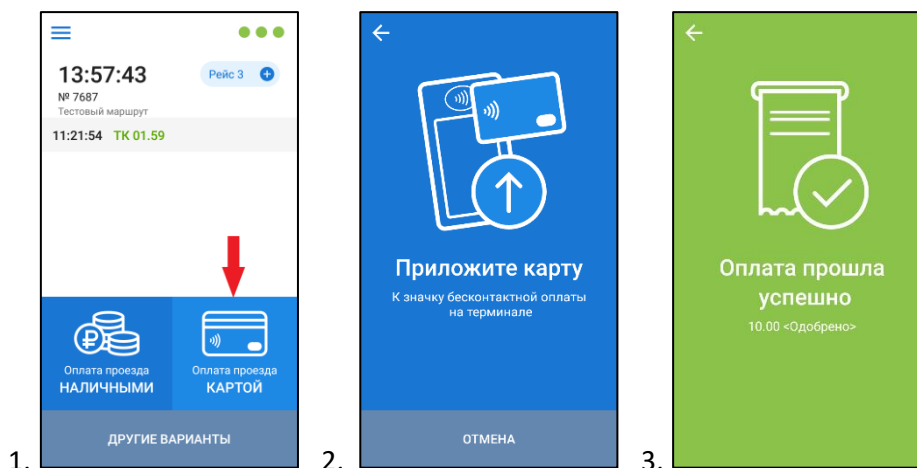 13:57:43
Рейс 3
№ 7687
Тестовый маршрут
11:21:54 ТК 01.59
Оплата проезда
НАЛИЧНЫМИ
Оплата проезда
КАРТОЙ
ДРУГИЕ ВАРИАНТЫ
1.
Приложите карту
К значку бесконтактной оплаты
на терминале
ОТМЕНА
2.
Оплата прошла
успешно
10.00 <Одобрено>
3.